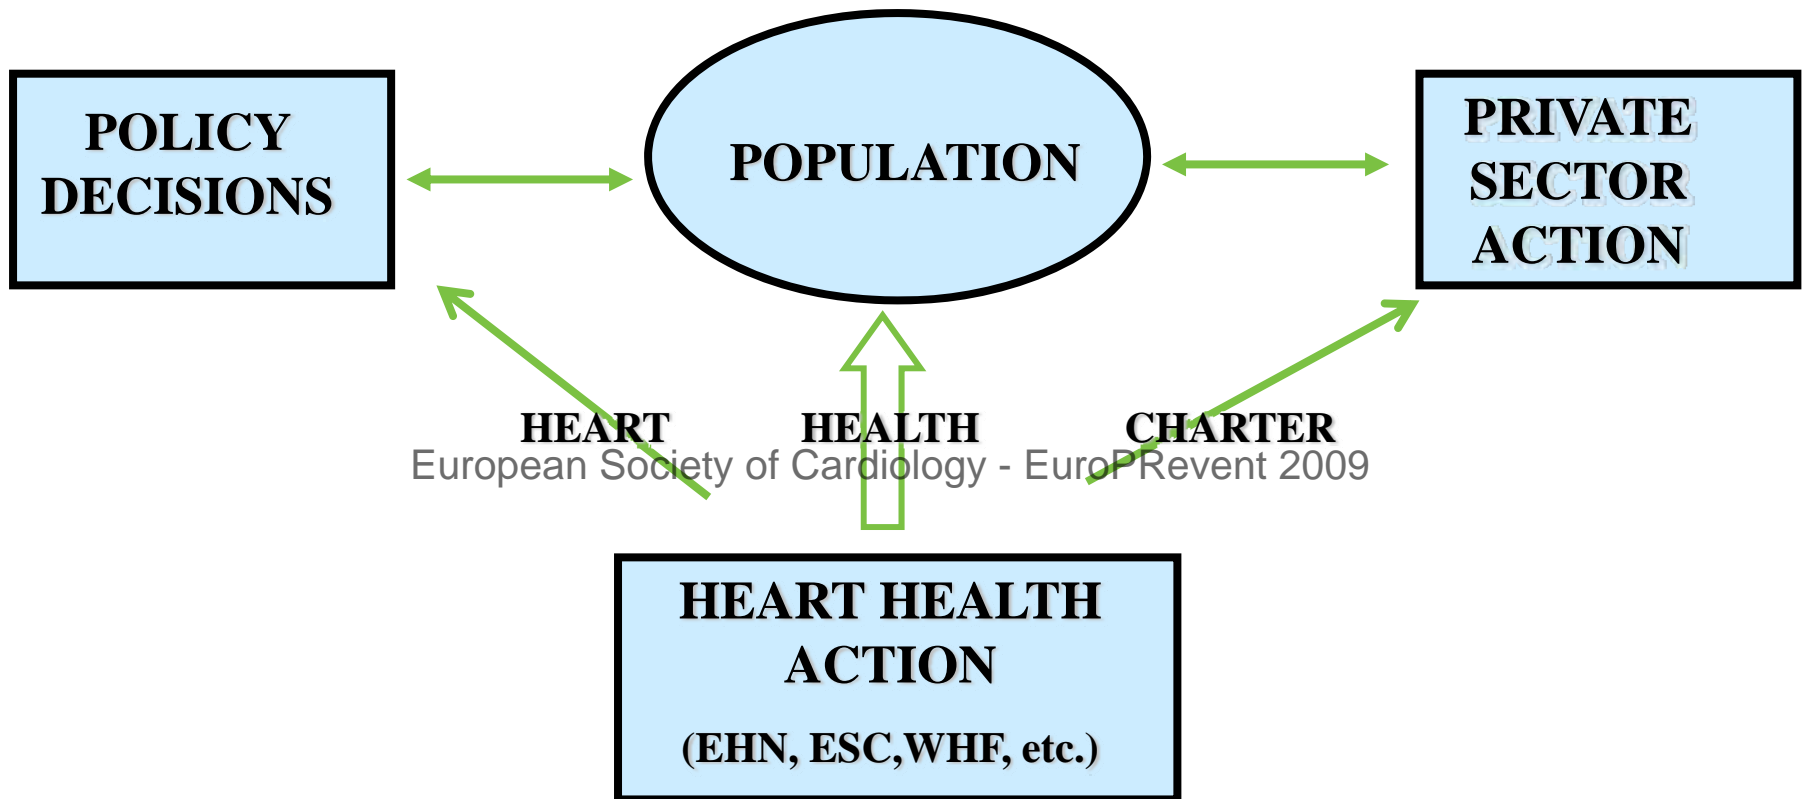 POLICY
DECISIONS
POPULATION
PRIVATE
SECTOR
ACTION
HEART HEALTH CHARTER
European Society of Cardiology - EuroPRevent 2009
HEART HEALTH
ACTION
(EHN, ESC,WHF, etc.)